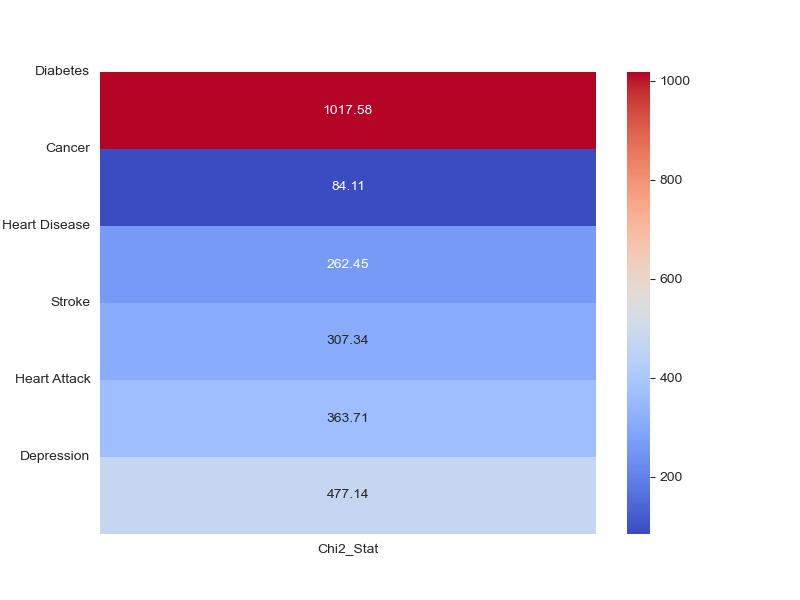 Diabetes
1017.58
Cancer
84.11
Heart Disease
262.45
Stroke
307.34
Heart Attack
363.71
Depression
477.14
Chi2_Stat
1000
800
600
400
200